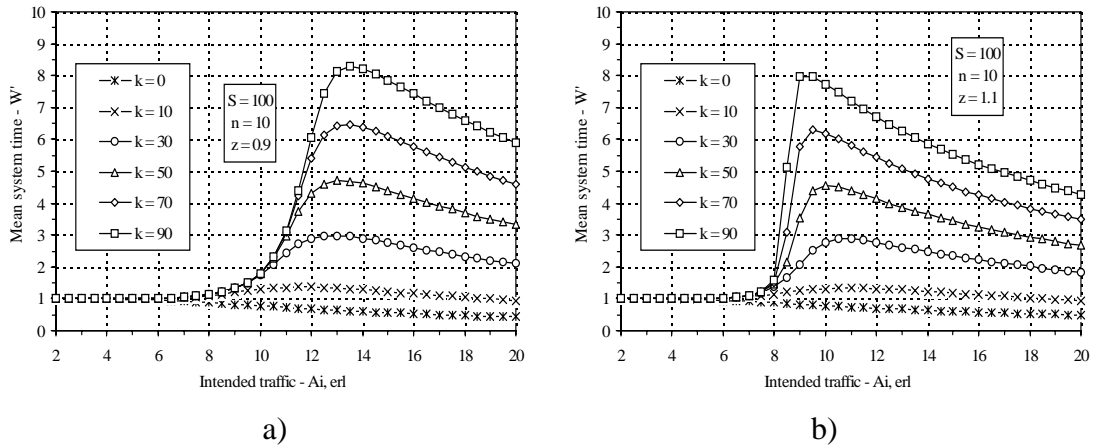 Mean system time - W'
10
9
8
7
6
5
4
3
2
1
0
k = 0
k = 10
k = 30
k = 50
k = 70
k = 90
S = 100
n = 10
z = 0.9
2 4 6 8 10 12 14 16 18 20
Intended traffic - Ai, erl
a)
Mean system time - W'
10
9
8
7
6
5
4
3
2
1
0
k = 0
k = 10
k = 30
k = 50
k = 70
k = 90
S = 100
n = 10
z = 1.1
2 4 6 8 10 12 14 16 18 20
Intended traffic - Ai, erl
b)